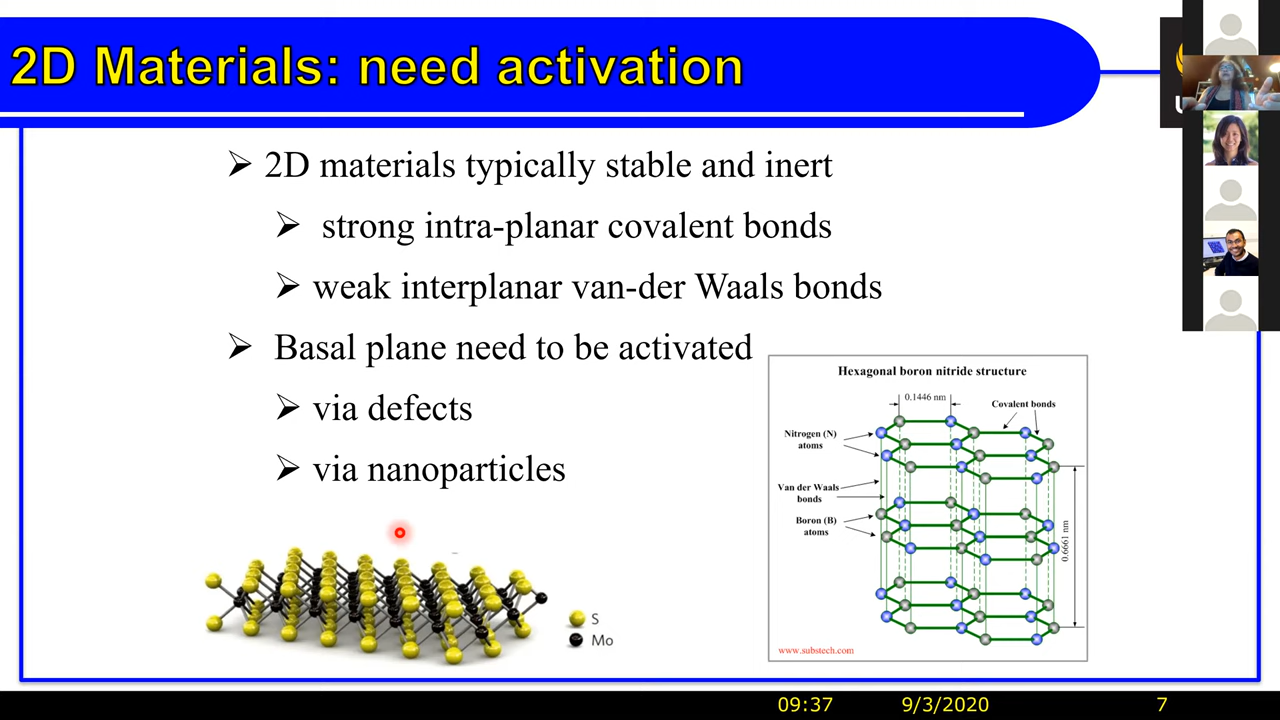 2D Materials: need activation
U
2D materials typically stable and inert
strong intra-planar covalent bonds
weak interplanar van-der Waals bonds
Basal plane need to be activated
via defects
via nanoparticles
S
Mo
Hexagonal boron nitride structure
0.1446 nm
Covalent bonds
Nitrogen (N)
atoms
Van der Waals
bonds
Boron (B)
atoms
0.6661 nm
www.substech.com
09:37 9/3/2020 7